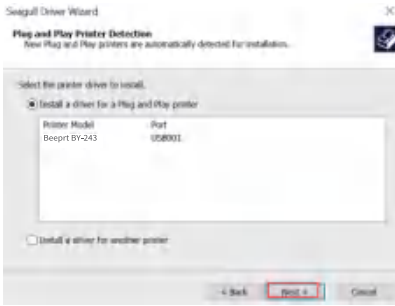 Seagull Driver Wizard
Plug and Play Printer Detection
New Plug and Play printers are automatically detected for installation.
Select the printer driver to install.
Install a driver for a Plug and Play printer
Printer Model Port
Beeprt BY-243 USB001
Install a driver for another printer
< Back Next > Cancel